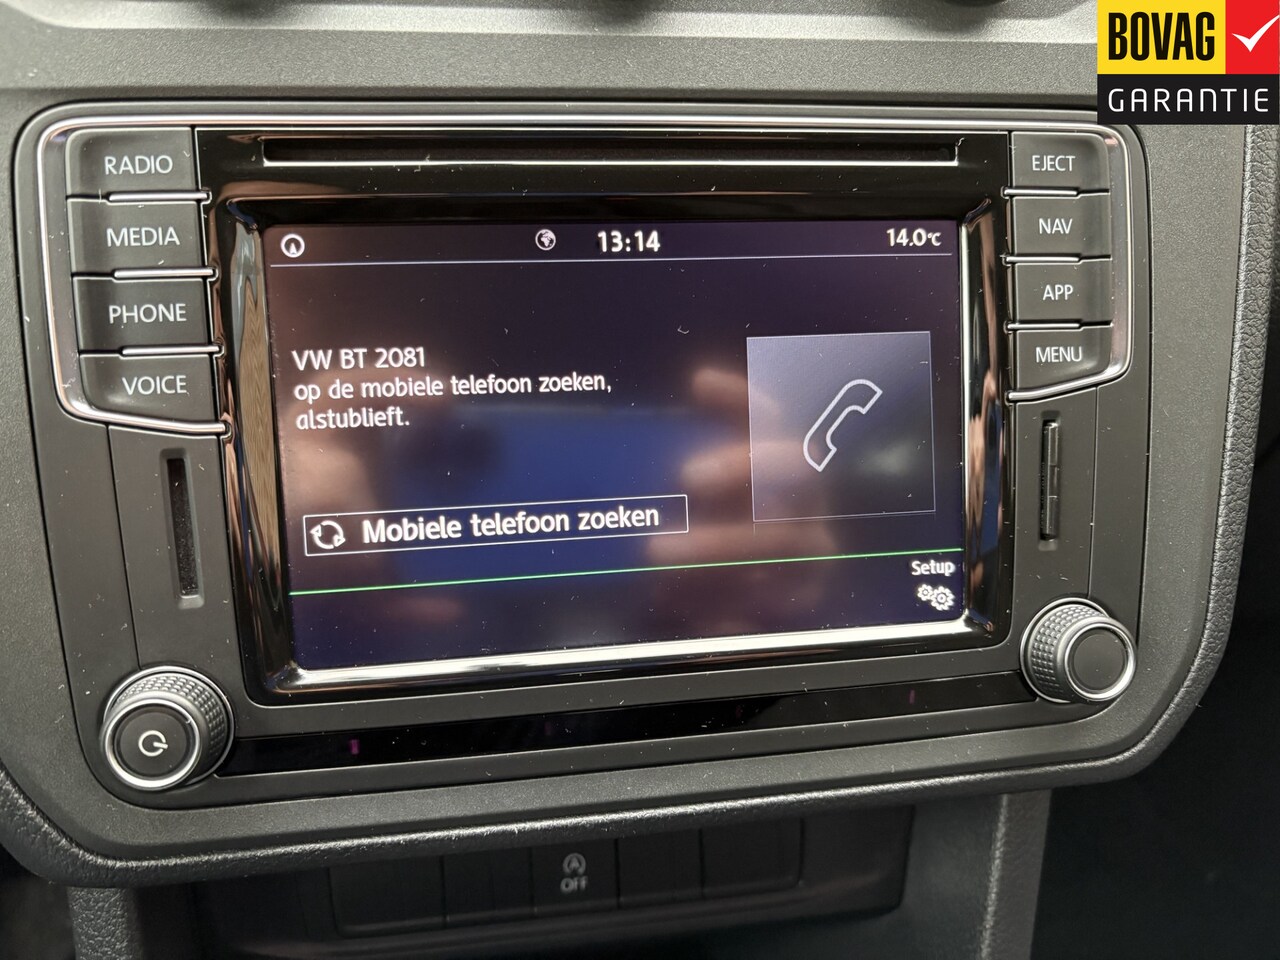 BOVAG
GARANTIE
RADIO
MEDIA
PHONE
VOICE
EJECT
NAV
APP
MENU
13:14
14.0°C
VW BT 2081
op de mobiele telefoon zoeken,
alstublieft.
Mobiele telefoon zoeken
Setup
A
OFF